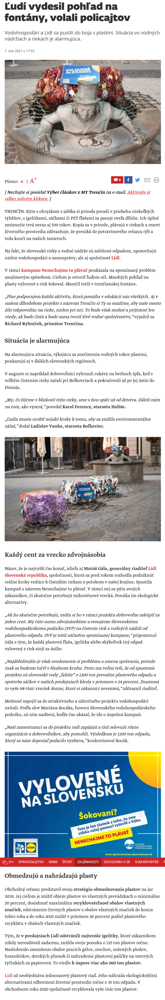 Ľudí vydesil pohľad na
fontány, volali policajtov
Vodohospodári a Lidl sa pustili do boja s plastmi. Situácia vo vodných
nádržiach a riekach je alarmujúca.
7. nov 2021 o 17:52
VYLOVENÉ
NA SLOVENSKU
Písmo: A- | A+
0
[ Nechajte si posielať Výber článkov z MY Trenčín na e-mail. Aktivujte si
odber jedným klikom. ]
TRENČÍN. Kým s ohryzkom z jablka si príroda poradí v priebehu niekoľkých
týždňov, s igelitkami, sáčkami či PET fľašami sa pasuje oveľa dlhšie. Ich úplné
zmiznutie trvá neraz aj 500 rokov. Kopia sa v prírode, plávajú v riekach a rezort
životného prostredia zdôrazňuje, že preniká do potravinového reťazca rýb a
teda končí na našich tanieroch.
Na fakt, že slovenské rieky a vodné nádrže sú zahltené odpadom, upozorňujú
nielen vodohospodári a samosprávy, ale aj spoločnosť Lidl.
V rámci kampane Nenechajme to plávať poukázala na spomínaný problém
zaujímavým spôsobom. Cieľom je otvoriť ľuďom oči. Mnohých pohľad na
plasty vylovené z riek šokoval. Skončil totiž v trenčianskej fontáne.
„Plne podporujem každú aktivitu, ktorá pomáha v edukácii nás všetkých. Aj v
našom dlhodobom projekte s názvom Trenčín si Ty sa snažíme, aby naše mesto
žilo takpovediac na rieke, nielen pri nej. To bude však možné a príjemné len
vtedy, ak bude čistá a bude sama tvoriť živé vodné spoločenstvo,“ vyjadril sa
Richard Rybníček, primátor Trenčína.
Situácia je alarmujúca
Na alarmujúcu situáciu, týkajúcu sa znečistenia vodných tokov plastmi,
poukazujú aj v ďalších slovenských regiónoch.
V auguste si napríklad dobrovoľníci vyhrnuli rukávy na brehoch Ipľa, keď s
veľkým čistením rieky začali pri Boľkovciach a pokračovali až po jej ústie do
Dunaja.
„My, čo žijeme v blízkosti tejto rieky, sme s ňou spätí už od detstva. Záleží nám
na tom, ako vyzerá,“ povedal Karol Ferencz, starosta Holiše.
„Ľudia musia urobiť nejaké kroky k tomu, aby sa znížila environmentálna
záťaž,“ dodal Ladislav Vanko, starosta Boľkoviec.
Každý cent za vrecko zdvojnásobia
Názor, že je najvyšší čas konať, zdieľa aj Matúš Gála, generálny riaditeľ Lidl
Slovenská republika, spoločnosti, ktorá sa pred rokom rozhodla podniknúť
reálne kroky vedúce k čistejším riekam a potokom v našej krajine. Spustila
kampaň s názvom Nenechajme to plávať. V rámci nej sa pýta svojich
zákazníkov, či skutočne potrebujú mikroténové vrecká. Ponúka im ekologické
alternatívy.
„Ak ho skutočne potrebujú, môžu si ho v rámci projektu dobrovoľne zakúpiť za
jeden cent. My túto sumu zdvojnásobíme a venujeme Slovenskému
vodohospodárskemu podniku (SVP) na čistenie riek a vodných nádrží od
plastového odpadu. SVP je totiž súčasťou spomínanej kampane,“ pripomenul
Gála s tým, že každá plastová fľaša, igelitka alebo akýkoľvek iný odpad
vylovený z riek stojí za úsilie.
„Najdôležitejšie je však uvedomenie si problému a zmena správania, pretože
inak sa budeme točiť v bludnom kruhu. Preto ma veľmi teší, že od spustenia
projektu sú slovenské vody „ľahšie“ o 1200 ton prevažne plastového odpadu a
spotreba sáčkov v našich predajniach klesla v priemere o 24 percent. Znamená
to vyše 98-tisíc vreciek denne, ktoré si zákazníci nevezmú,“ zdôraznil riaditeľ.
Možnosť zapojiť sa do atraktívneho a užitočného projektu vodohospodári
uvítali. Podľa slov Mariána Bocáka, hovoru Slovenského vodohospodárskeho
podniku, sú ním nadšení, keďže čas ukázal, že ide o úspešnú kampaň.
„Naši zamestnanci sa do projektu radi zapájajú a tiež oslovujú rôzne
organizácie a dobrovoľníkov, aby pomohli. Výsledkom je 1200 ton odpadu,
ktorý sa nám doposiaľ podarilo vyzbiera,“ konkretizoval Bocák.
VYLOVENÉ
NA SLOVENSKU
Šokovaní?
Toto je len zlomok z toho, čo sme
vďaka vašej pomoci vylovili z Váhu.
NENECHAJME TO PLÁVAŤ
LIDL
Na ceste k lepšiemu zajtrajšku.
SLOVENSKÝ
VODOHOSPODÁRSKY
PODNIK, štátny podnik
www.spolocenskazodpovednost.sk
9 °C SPRAVODAJSTVO KRIMI ŠPORT ZAUJÍMAVOSTI DOVOLENKA V SR SOM REPORTÉR
Obmedzujú a nahrádzajú plasty
Obchodný reťazec predstavil svoju stratégiu obmedzovania plastov na jar
2018. Jej cieľom je znížiť objem plastov vo vlastných prevádzkach o minimálne
20 percent, dosiahnuť maximálnu recyklovateľnosť obalov vlastných
značiek, odstránenie čiernych plastov z obalov vlastných značiek do konca
tohto roka a do roku 2025 znížiť v priemere 20 percent podiel plastového
recyklátu v obaloch vlastných značiek.
Tým, že v predajniach Lidl odstránili najtenšie igelitky, ktoré zákazníkom
nikdy nerozdávali zadarmo, znížila svoju ponuku o 125 ton plastov ročne.
Nasledovalo zmenšenie obalov pracích gélov, orechov, sušených plodov,
hranolčekov, detských plienok či nahradenie plastovej paličky na vatových
tyčinkách za papierovú. To viedlo k úspore viac ako 260 ton plastov.
Lidl už neobjednáva jednorazový plastový riad. Jeho náhrada ekologickejšími
alternatívami odbremení životné prostredie ročne o 35 ton odpadu. V
obchodnom roku 2020 spoločnosť recyklovala vyše tisíc ton plastov.